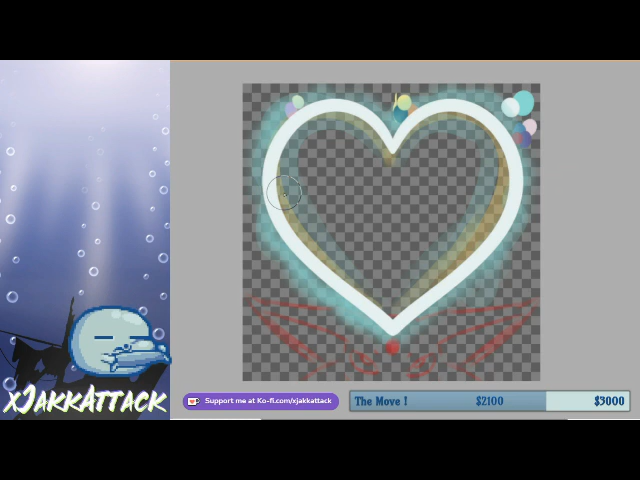 xJakkAttack
Support me at Ko-fi.com/xjakkattack
The Move !
$2100
$3000